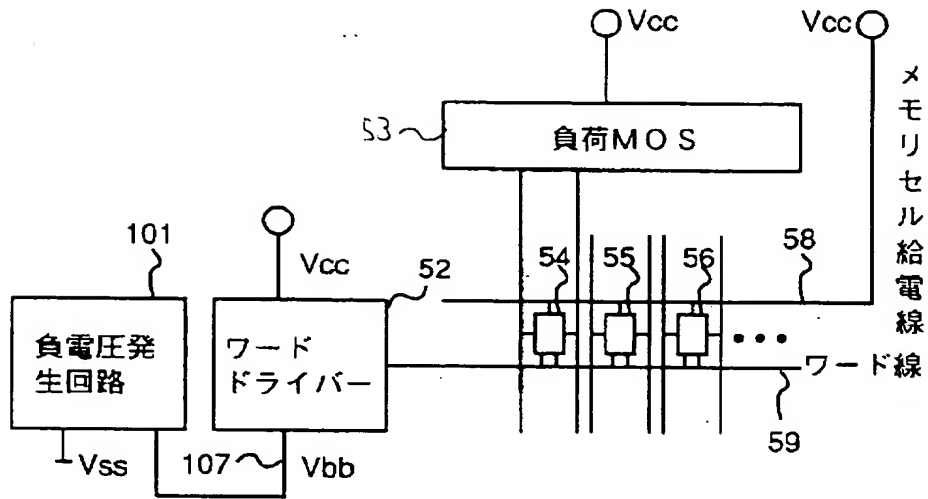 Vcc
Vcc
53
負荷MOS
メモリセル給電線
101
Vcc
52
54
55
56
58
負電圧発
生回路
ワード
ドライバー
ワード線
59
Vss
107
Vbb